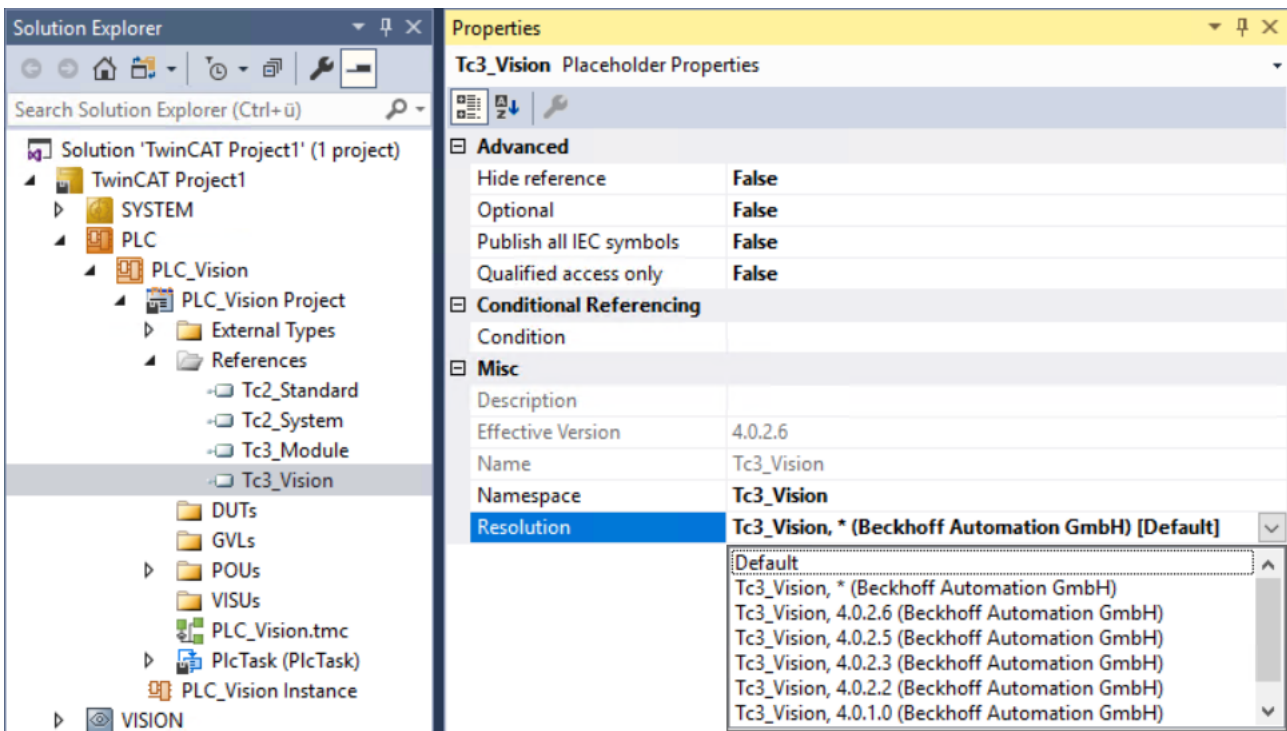 Solution Explorer
Search Solution Explorer (Ctrl+ü)
Solution 'TwinCAT Project1' (1 project)
TwinCAT Project1
SYSTEM
PLC
PLC_Vision
PLC_Vision Project
External Types
References
Tc2_Standard
Tc2_System
Tc3_Module
Tc3_Vision
DUTs
GVLs
POUs
VISUs
PLC_Vision.tmc
PlcTask (PlcTask)
PLC_Vision Instance
VISION
Properties
Tc3_Vision Placeholder Properties
Advanced
Hide reference False
Optional False
Publish all IEC symbols False
Qualified access only False
Conditional Referencing
Condition
Misc
Description
Effective Version 4.0.2.6
Name Tc3_Vision
Namespace Tc3_Vision
Resolution Tc3_Vision, * (Beckhoff Automation GmbH) [Default]
Default
Tc3_Vision, * (Beckhoff Automation GmbH)
Tc3_Vision, 4.0.2.6 (Beckhoff Automation GmbH)
Tc3_Vision, 4.0.2.5 (Beckhoff Automation GmbH)
Tc3_Vision, 4.0.2.3 (Beckhoff Automation GmbH)
Tc3_Vision, 4.0.2.2 (Beckhoff Automation GmbH)
Tc3_Vision, 4.0.1.0 (Beckhoff Automation GmbH)